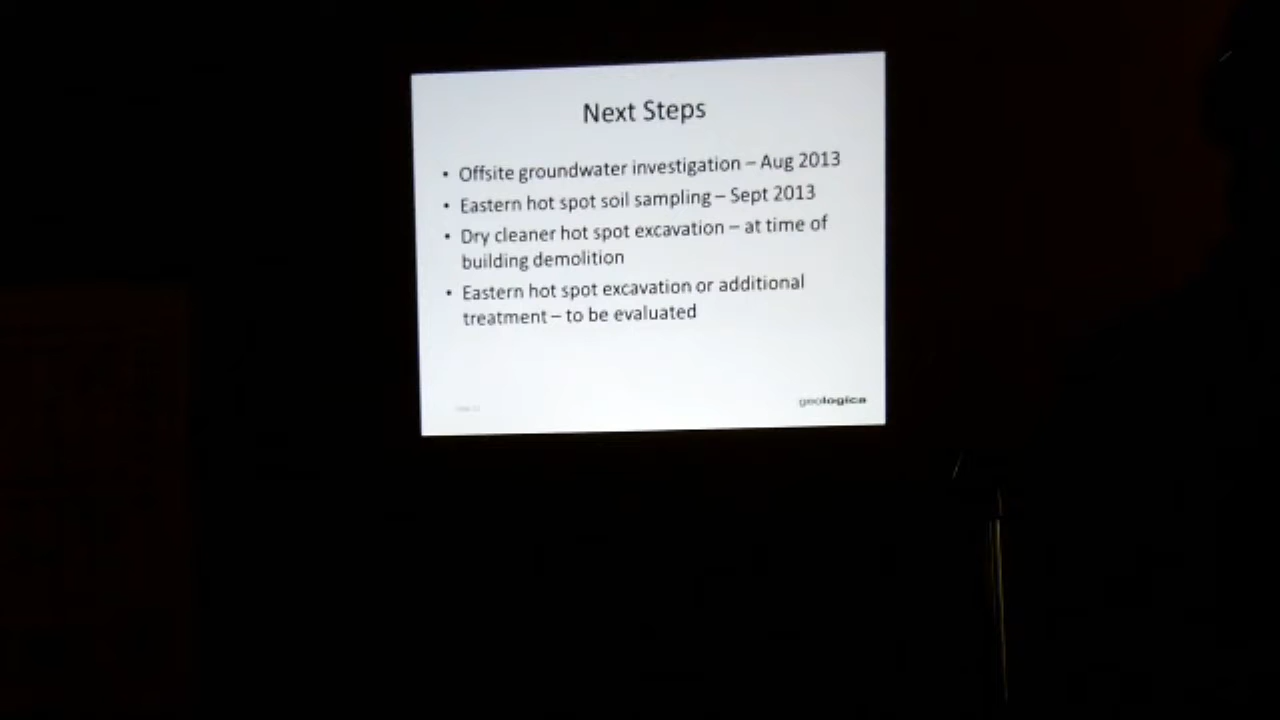 Next Steps
• Offsite groundwater investigation – Aug 2013
• Eastern hot spot soil sampling – Sept 2013
• Dry cleaner hot spot excavation – at time of
building demolition
• Eastern hot spot excavation or additional
treatment – to be evaluated
geologica